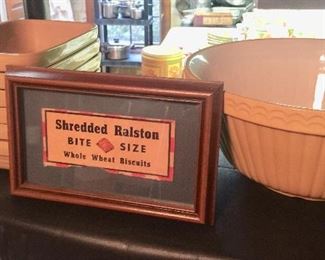 Shredded Ralston
BITE SIZE
Whole Wheat Biscuits